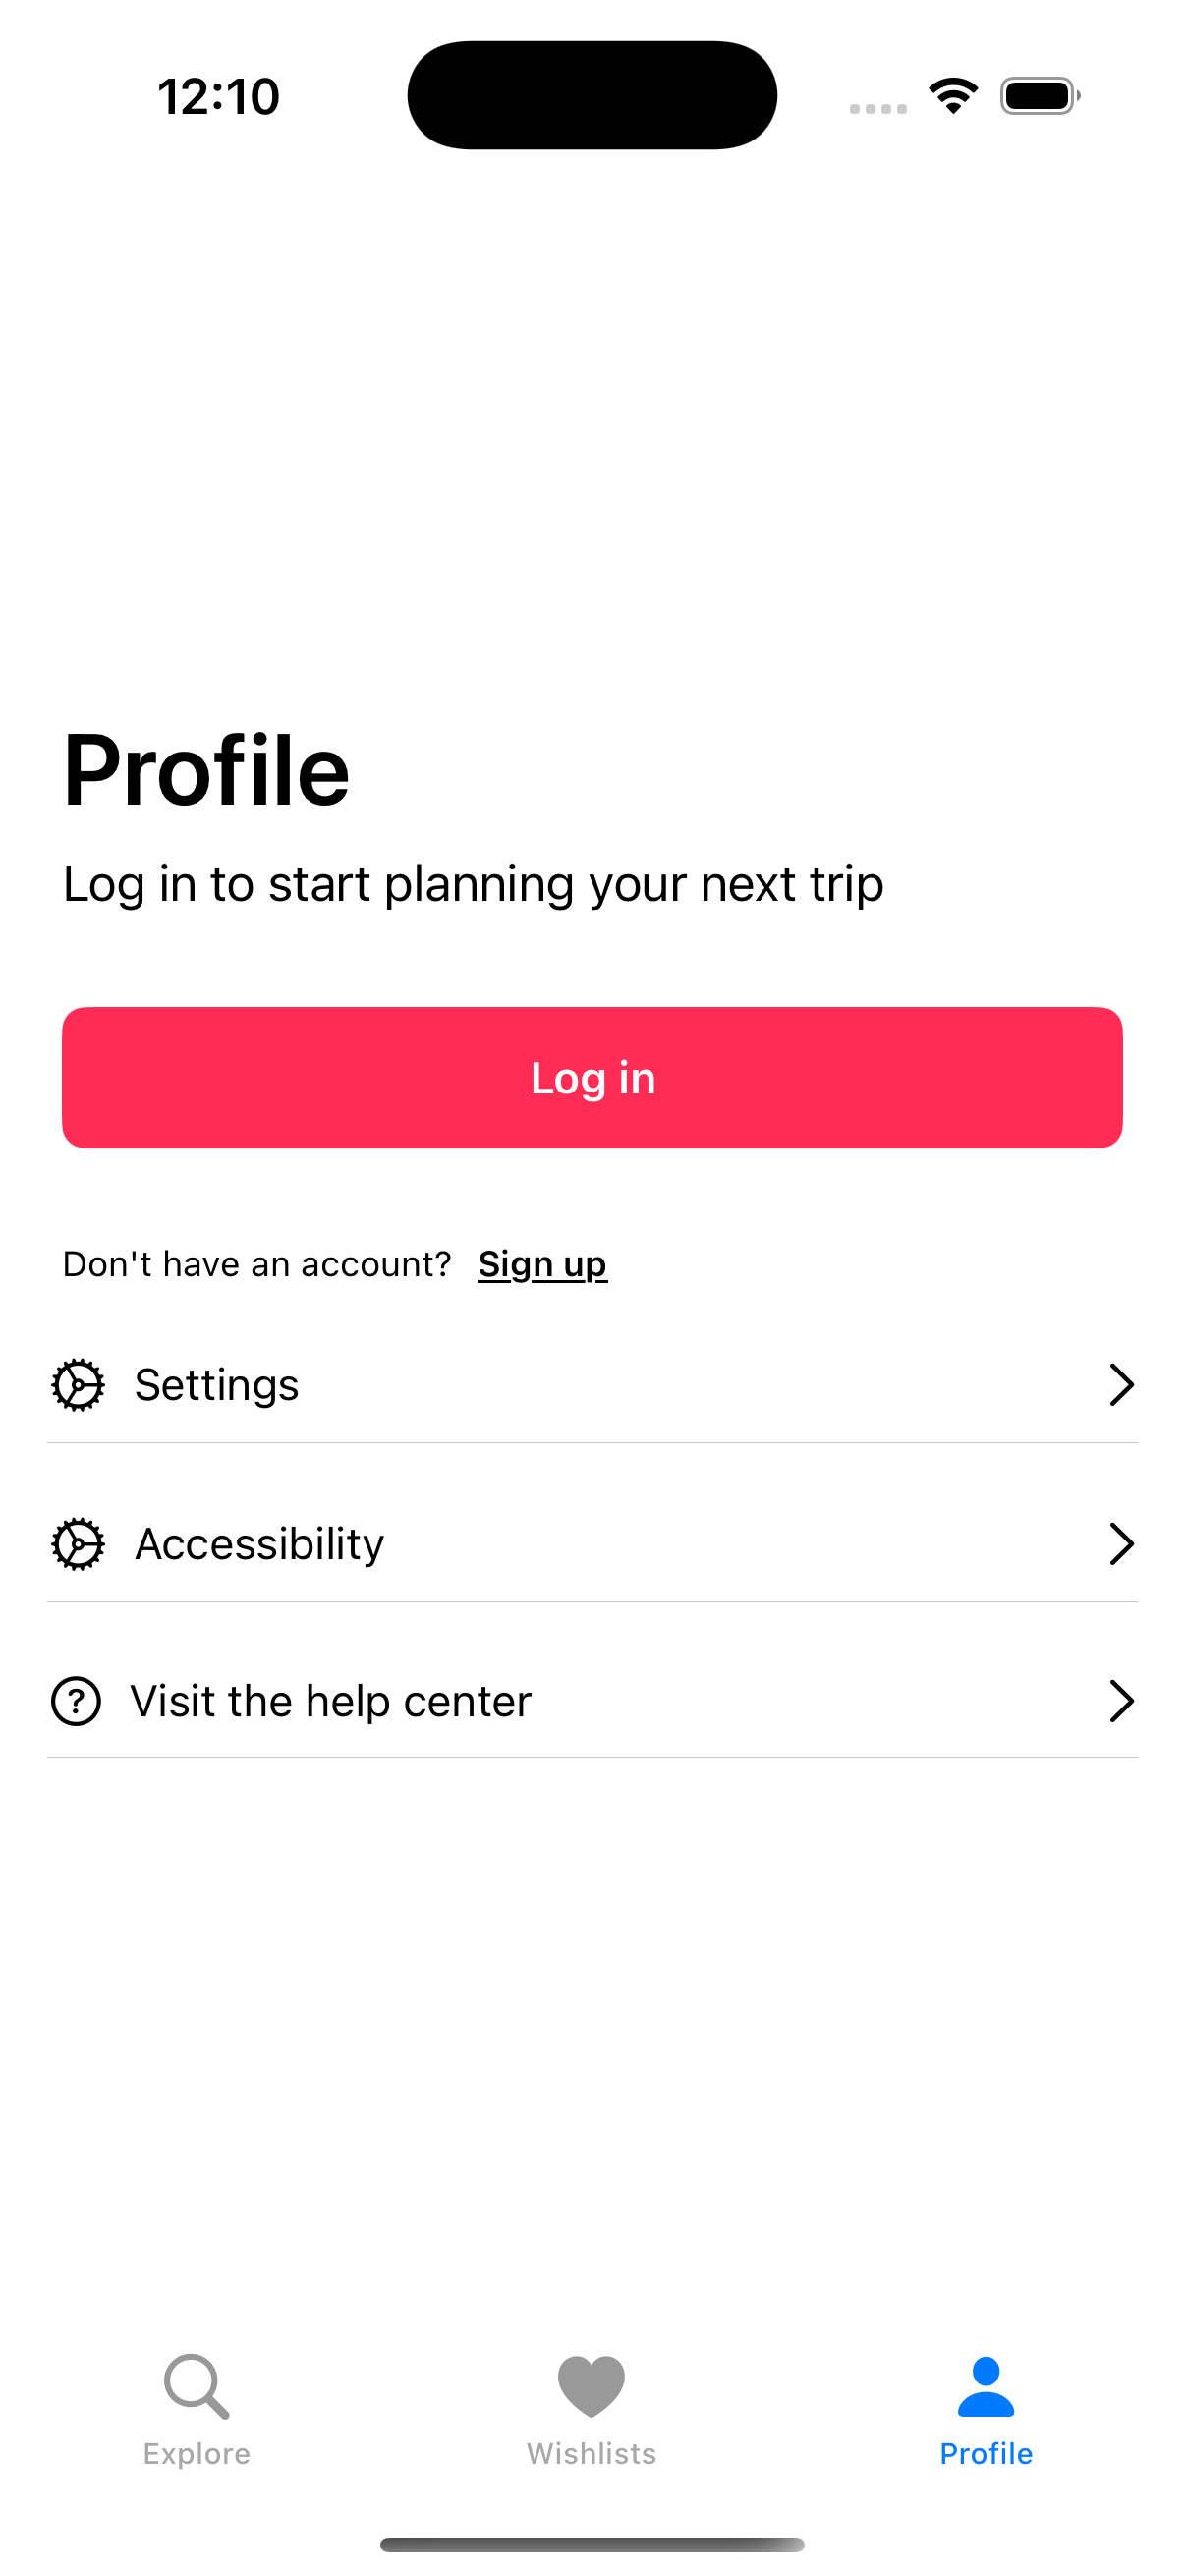 12:10
Profile
Log in to start planning your next trip
Log in
Don't have an account? Sign up
Settings
Accessibility
Visit the help center
Explore Wishlists Profile